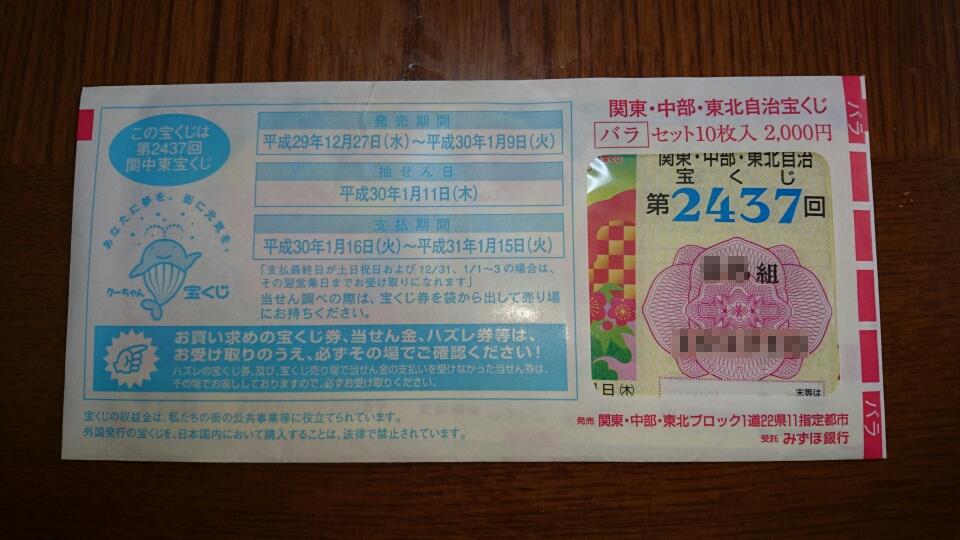 この宝くじは
第2437回
関中東宝くじ
あなたに夢を。街に元気を。
クーちゃん
宝くじ
発売期間
平成29年12月27日(水)～平成30年1月9日(火)
抽せん日
平成30年1月11日(木)
支払期間
平成30年1月16日(火)～平成31年1月15日(火)
「支払最終日が土日祝日および12/31、1/1～3の場合は、
その翌営業日までお受け取りになれます」
当せん調べの際は、宝くじ券を袋から出して売り場
にお持ちください。
お買い求めの宝くじ券、当せん金、ハズレ券等は、
お受け取りのうえ、必ずその場でご確認ください!
ハズレの宝くじ券、及び、宝くじ売り場で当せん金の支払いを受けなかった当せん券は、
その場でお返ししておりますので、必ずお受け取りください。
宝くじの収益金は、私たちの街の公共事業等に役立てられています。
外国発行の宝くじを、日本国内において購入することは、法律で禁止されています。
関東・中部・東北自治宝くじ
バラ セット10枚入 2,000円
関東・中部・東北自治
宝くじ
第2437回
組
1日(木)
末等は
発売 関東・中部・東北ブロック1道22県11指定都市
受託 みずほ銀行
バラ
バラ